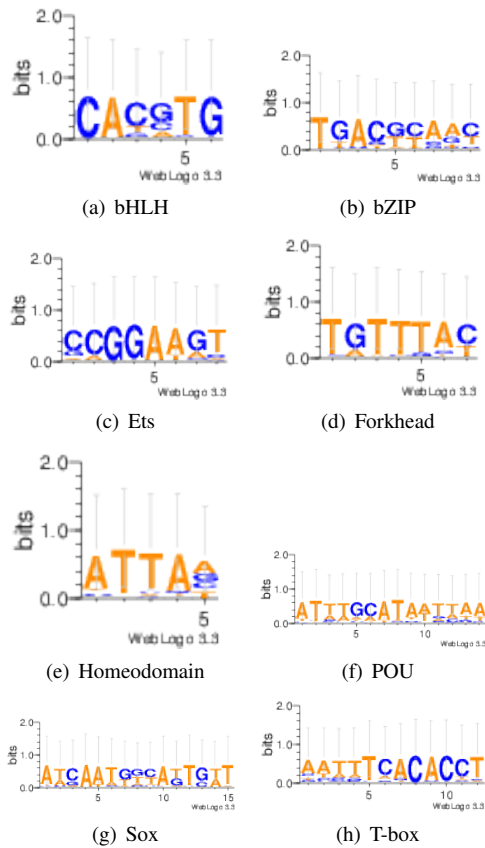 2.0
bits
1.0
0.0
CACGTG
5
WebLogo 3.3
(a) bHLH
2.0
bits
1.0
0.0
TGACGCAAC
5
WebLogo 3.3
(b) bZIP
2.0
bits
1.0
0.0
CCGGAAGT
5
WebLogo 3.3
(c) Ets
2.0
bits
1.0
0.0
TGTTTAC
5
WebLogo 3.3
(d) Forkhead
2.0
bits
1.0
0.0
ATTAA
5
WebLogo 3.3
(e) Homeodomain
2.0
bits
1.0
0.0
ATTTGCATAATTAA
5 10
WebLogo 3.3
(f) POU
2.0
bits
1.0
0.0
5 10 15
WebLogo 3.3
(g) Sox
2.0
bits
1.0
0.0
AATTTCACACCT
5 10
WebLogo 3.3
(h) T-box